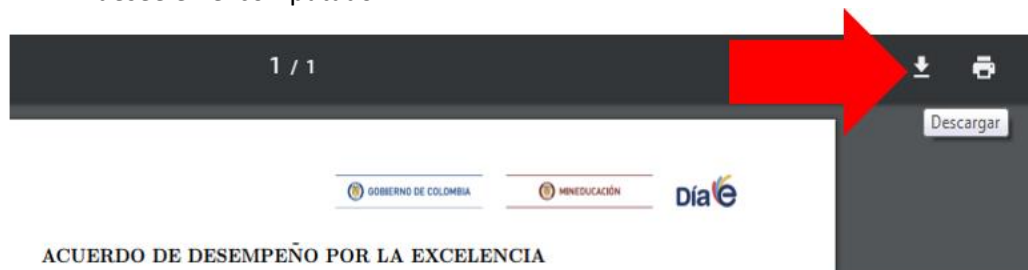 1 / 1
Descargar
GOBIERNO DE COLOMBIA
MINEDUCACIÓN
Día e
ACUERDO DE DESEMPEÑO POR LA EXCELENCIA